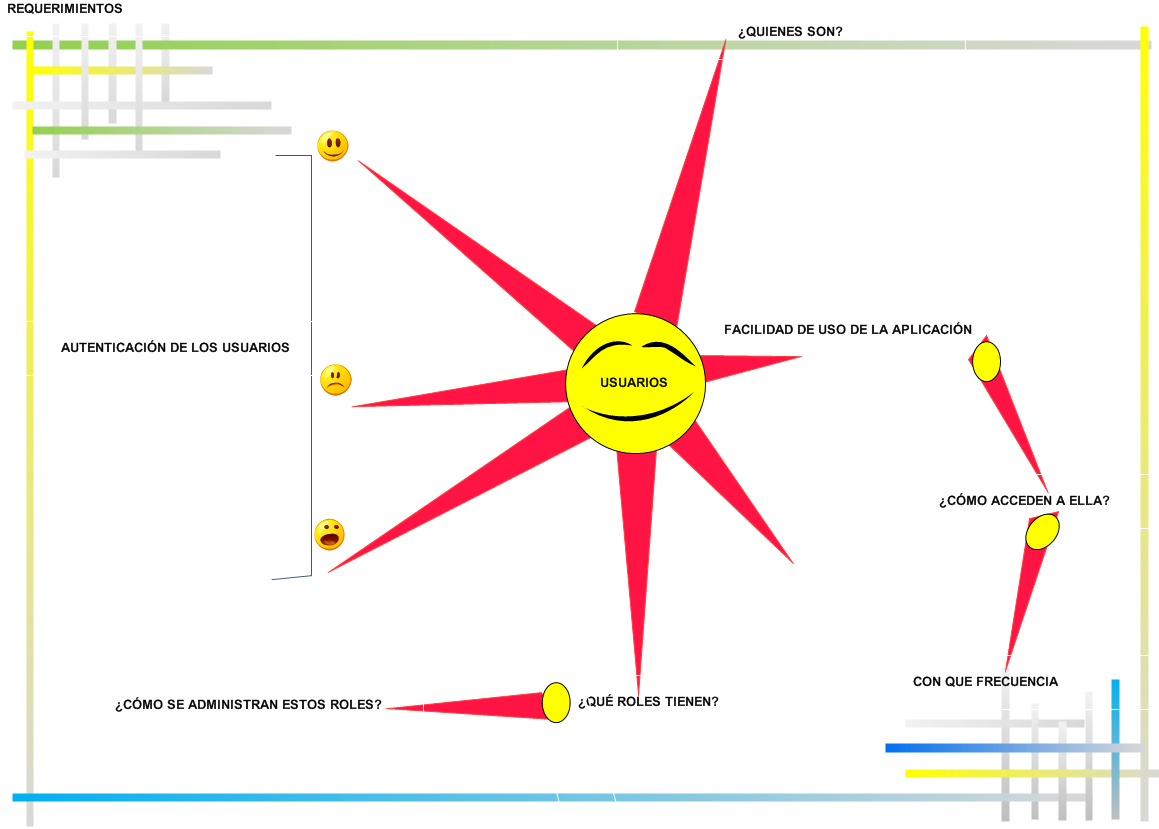 REQUERIMIENTOS
¿QUIENES SON?
FACILIDAD DE USO DE LA APLICACIÓN
AUTENTICACIÓN DE LOS USUARIOS
USUARIOS
¿CÓMO ACCEDEN A ELLA?
CON QUE FRECUENCIA
¿QUÉ ROLES TIENEN?
¿CÓMO SE ADMINISTRAN ESTOS ROLES?